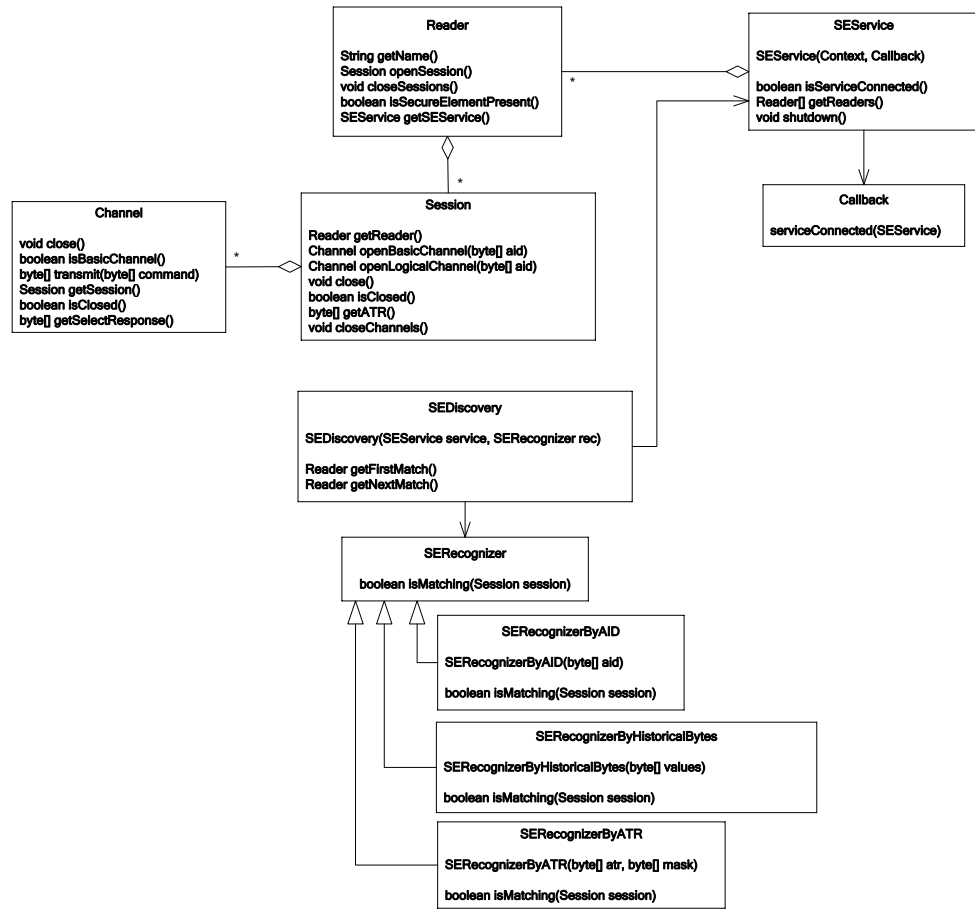 Reader
String getName()
Session openSession()
void closeSessions()
boolean isSecureElementPresent()
SEService getSEService()
SEService
SEService(Context, Callback)
boolean isServiceConnected()
Reader[] getReaders()
void shutdown()
*
*
Callback
serviceConnected(SEService)
Channel
void close()
boolean isBasicChannel()
byte[] transmit(byte[] command)
Session getSession()
boolean isClosed()
byte[] getSelectResponse()
*
Session
Reader getReader()
Channel openBasicChannel(byte[] aid)
Channel openLogicalChannel(byte[] aid)
void close()
boolean isClosed()
byte[] getATR()
void closeChannels()
SEDiscovery
SEDiscovery(SEService service, SERecognizer rec)
Reader getFirstMatch()
Reader getNextMatch()
SERecognizer
boolean isMatching(Session session)
SERecognizerByAID
SERecognizerByAID(byte[] aid)
boolean isMatching(Session session)
SERecognizerByHistoricalBytes
SERecognizerByHistoricalBytes(byte[] values)
boolean isMatching(Session session)
SERecognizerByATR
SERecognizerByATR(byte[] atr, byte[] mask)
boolean isMatching(Session session)